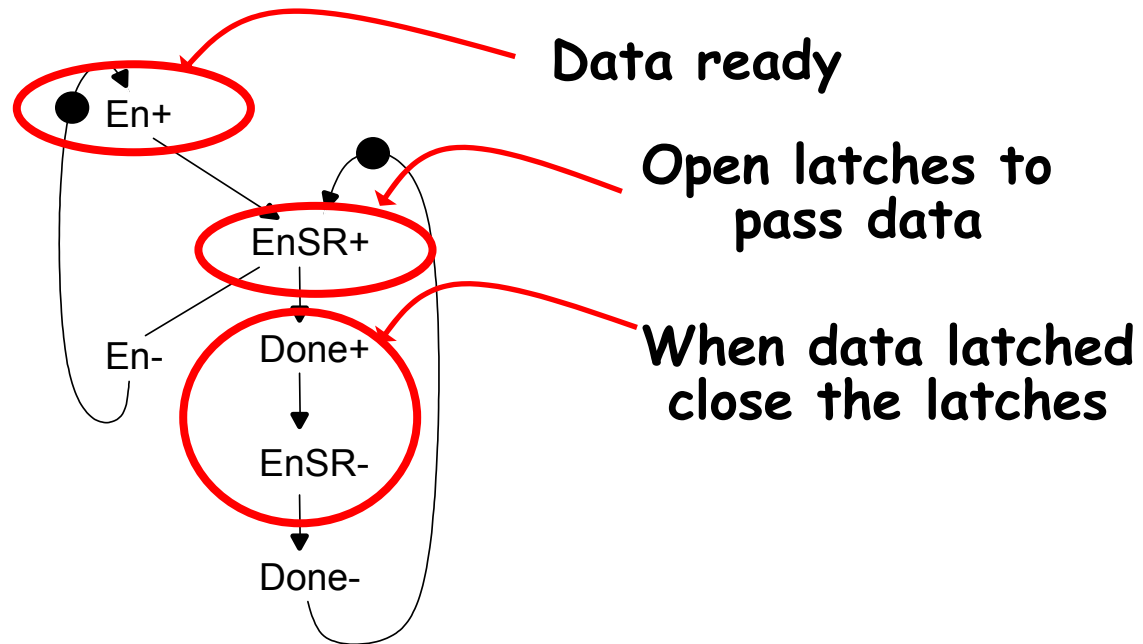 Data ready
En+
Open latches to
pass data
EnSR+
En-
Done+
When data latched
close the latches
EnSR-
Done-